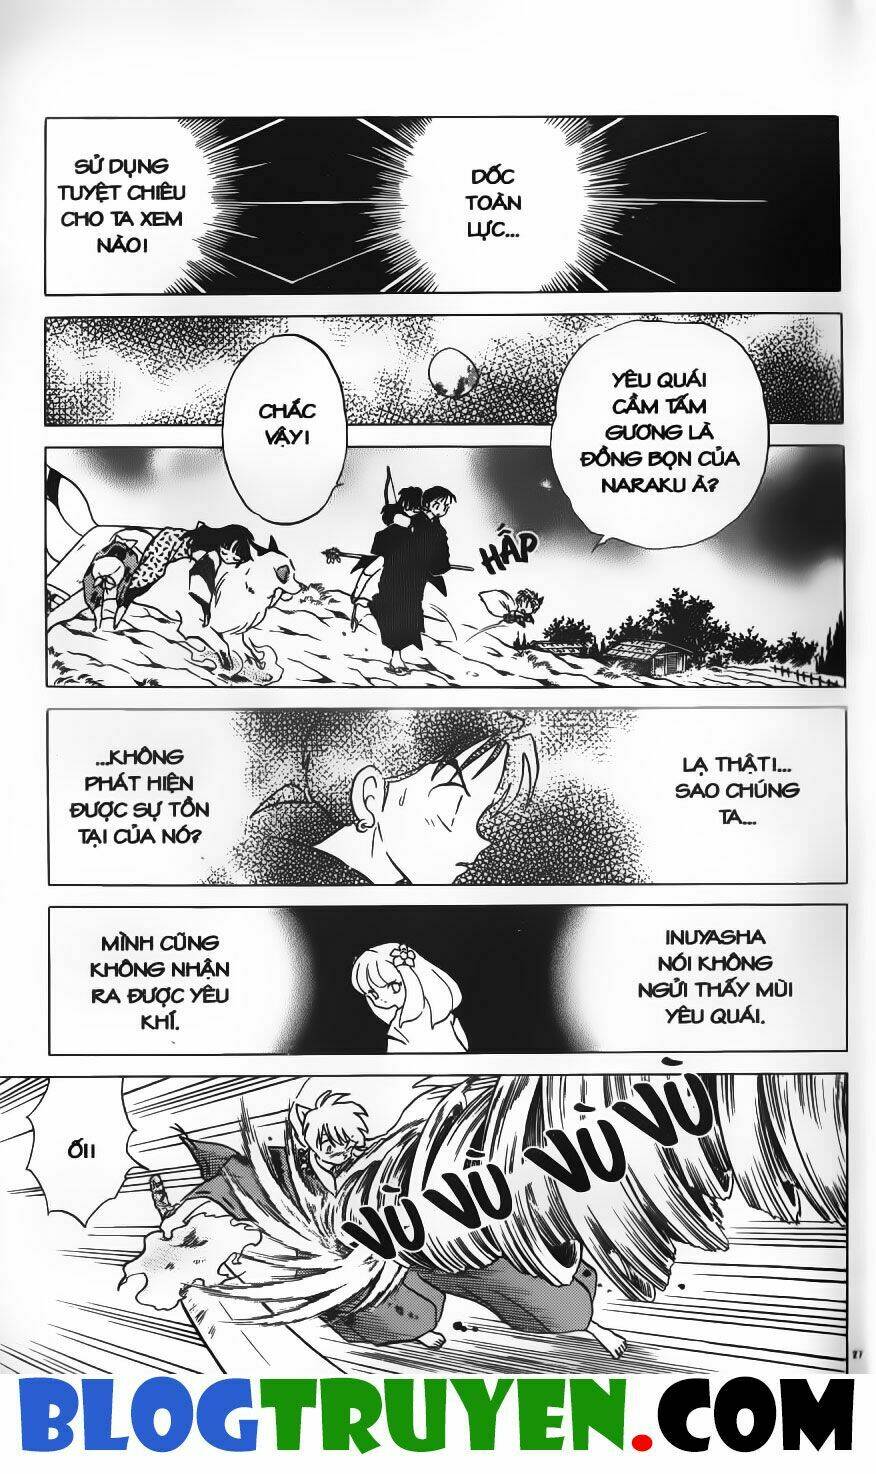 DỐC
TOÀN
LỰC...
SỬ DỤNG
TUYỆT CHIÊU
CHO TA XEM
NÀO!
YÊU QUÁI
CẦM TẤM
GƯƠNG LÀ
ĐỒNG BỌN CỦA
NARAKU À?
CHẮC
VẬY!
HẤP
LẠ THẬT!...
SAO CHÚNG
TA...
...KHÔNG
PHÁT HIỆN
ĐƯỢC SỰ TỒN
TẠI CỦA NÓ?
INUYASHA
NÓI KHÔNG
NGỬI THẤY MÙI
YÊU QUÁI.
MÌNH CŨNG
KHÔNG NHẬN
RA ĐƯỢC YÊU
KHÍ.
VÙ VÙ VÙ VÙ
ỐI!
BLOGTRUYEN.COM